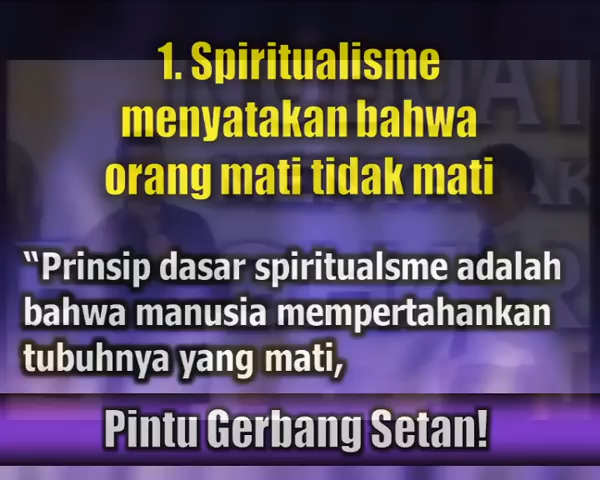 1. Spiritualisme
menyatakan bahwa
orang mati tidak mati
“Prinsip dasar spiritualsme adalah
bahwa manusia mempertahankan
tubuhnya yang mati,
Pintu Gerbang Setan!